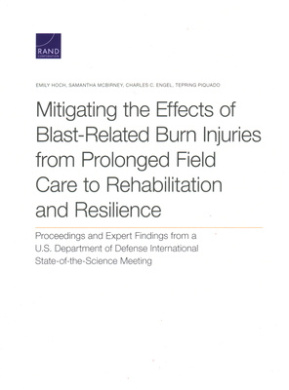 RAND
CORPORATION
EMILY HOCH, SAMANTHA MCBIRNEY, CHARLES C. ENGEL, TEPRING PIQUADO
Mitigating the Effects of
Blast-Related Burn Injuries
from Prolonged Field
Care to Rehabilitation
and Resilience
Proceedings and Expert Findings from a
U.S. Department of Defense International
State-of-the-Science Meeting